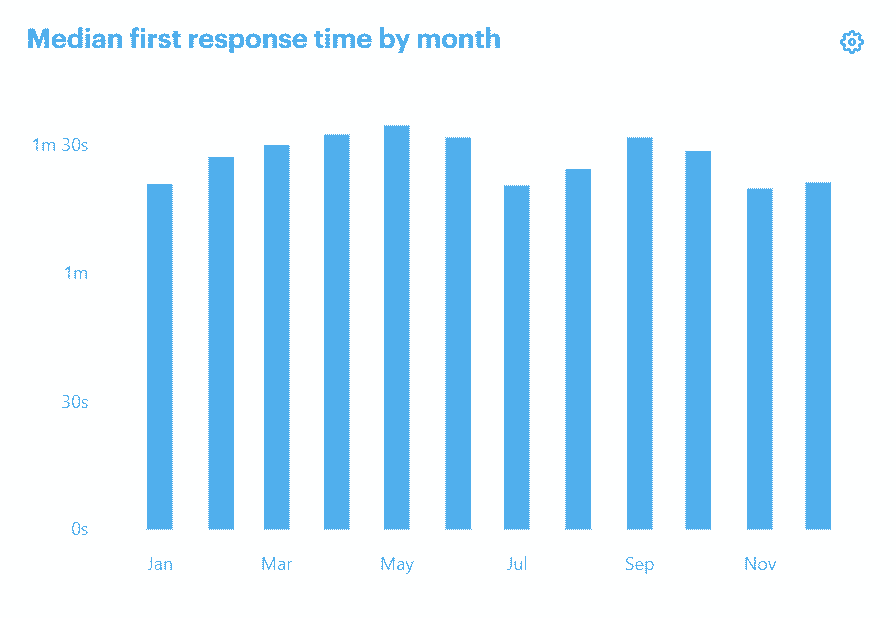 Median first response time by month
1m 30s
1m
30s
0s
Jan Mar May Jul Sep Nov